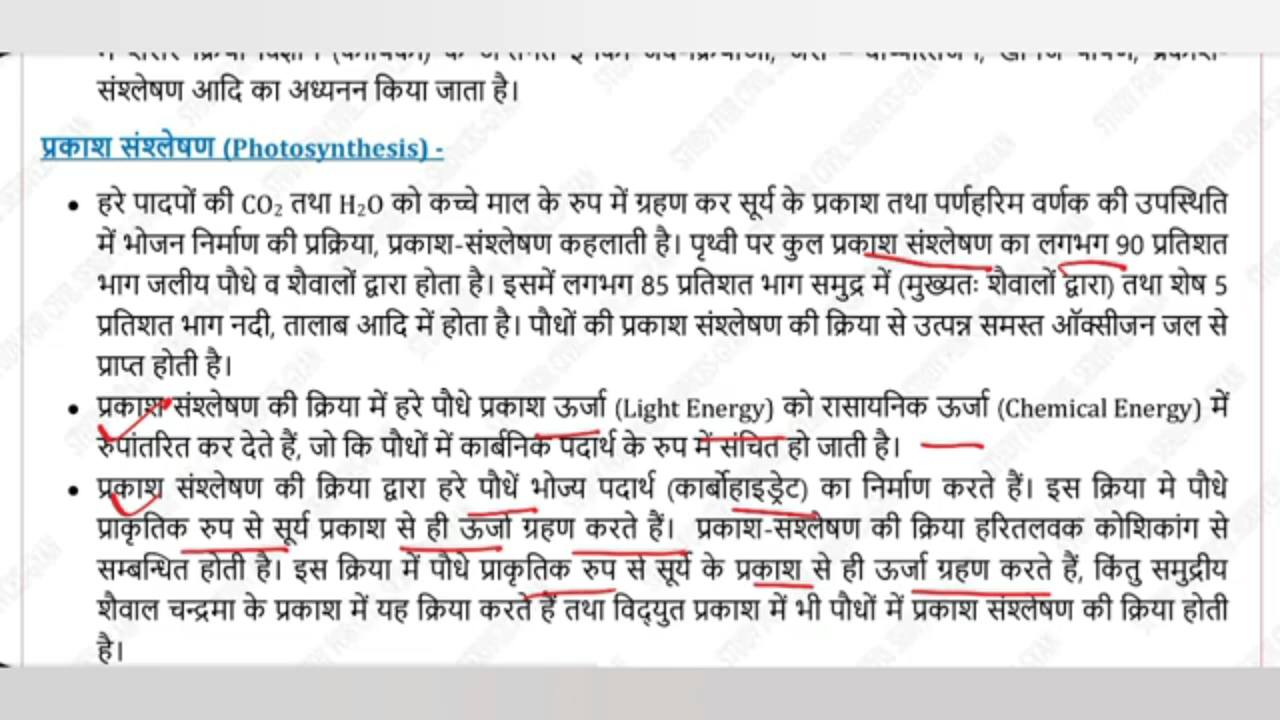 संश्लेषण आदि का अध्यनन किया जाता है।
प्रकाश संश्लेषण (Photosynthesis) -
• हरे पादपों की CO₂ तथा H₂O को कच्चे माल के रुप में ग्रहण कर सूर्य के प्रकाश तथा पर्णहरिम वर्णक की उपस्थिति
में भोजन निर्माण की प्रक्रिया, प्रकाश-संश्लेषण कहलाती है। पृथ्वी पर कुल प्रकाश संश्लेषण का लगभग 90 प्रतिशत
भाग जलीय पौधे व शैवालों द्वारा होता है। इसमें लगभग 85 प्रतिशत भाग समुद्र में (मुख्यतः शैवालों द्वारा) तथा शेष 5
प्रतिशत भाग नदी, तालाब आदि में होता है। पौधों की प्रकाश संश्लेषण की क्रिया से उत्पन्न समस्त ऑक्सीजन जल से
प्राप्त होती है।
• प्रकाश संश्लेषण की क्रिया में हरे पौधे प्रकाश ऊर्जा (Light Energy) को रासायनिक ऊर्जा (Chemical Energy) में
रुपांतरित कर देते हैं, जो कि पौधों में कार्बनिक पदार्थ के रुप में संचित हो जाती है।
• प्रकाश संश्लेषण की क्रिया द्वारा हरे पौधें भोज्य पदार्थ (कार्बोहाइड्रेट) का निर्माण करते हैं। इस क्रिया मे पौधे
प्राकृतिक रुप से सूर्य प्रकाश से ही ऊर्जा ग्रहण करते हैं। प्रकाश-संश्लेषण की क्रिया हरितलवक कोशिकांग से
सम्बन्धित होती है। इस क्रिया में पौधे प्राकृतिक रुप से सूर्य के प्रकाश से ही ऊर्जा ग्रहण करते हैं, किंतु समुद्रीय
शैवाल चन्द्रमा के प्रकाश में यह क्रिया करते हैं तथा विद्युत प्रकाश में भी पौधों में प्रकाश संश्लेषण की क्रिया होती
है।